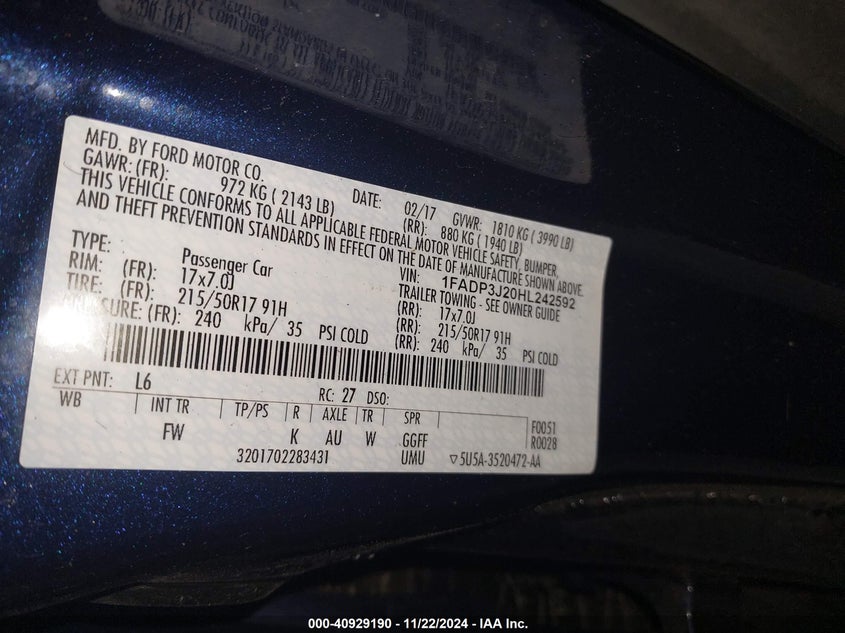 MFD. BY FORD MOTOR CO.
DATE: 02/17 GVWR: 1810 KG ( 3990 LB)
GAWR: (FR): 972 KG ( 2143 LB) (RR): 880 KG ( 1940 LB)
THIS VEHICLE CONFORMS TO ALL APPLICABLE FEDERAL MOTOR VEHICLE SAFETY, BUMPER,
AND THEFT PREVENTION STANDARDS IN EFFECT ON THE DATE OF MANUFACTURE SHOWN ABOVE.
VIN: 1FADP3J20HL242592
TYPE: Passenger Car TRAILER TOWING - SEE OWNER GUIDE
RIM: (FR): 17x7.0J (RR): 17x7.0J
TIRE: (FR): 215/50R17 91H (RR): 215/50R17 91H
SURE: (FR): 240 kPa/ 35 PSI COLD (RR): 240 kPa/ 35 PSI COLD
EXT PNT: L6 RC: 27 DSO:
WB INT TR TP/PS R AXLE TR SPR F0051
FW K AU W GGFF R0028
3201702283431 UMU ▽5U5A-3520472-AA
000-40929190 - 11/22/2024 - IAA Inc.